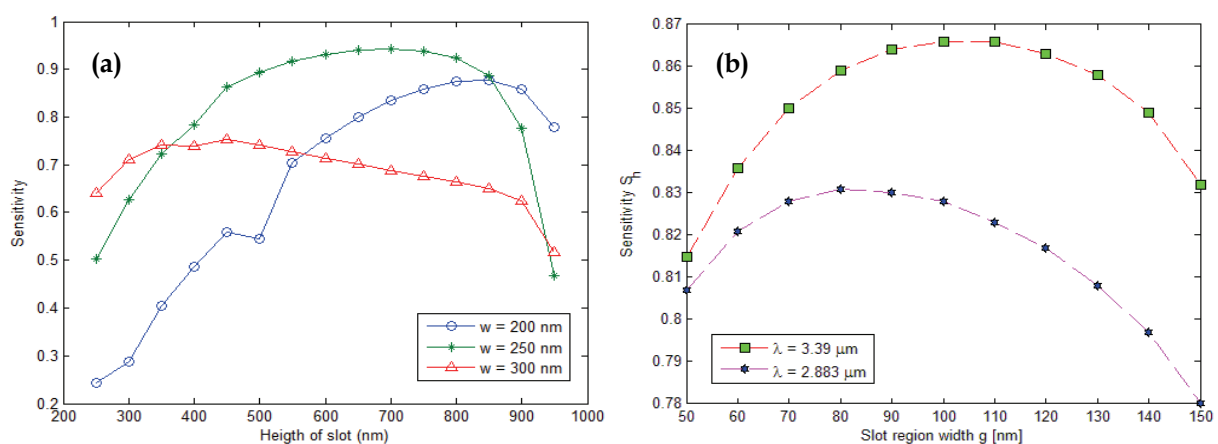 (a)
Sensitivity
1
0.9
0.8
0.7
0.6
0.5
0.4
0.3
0.2
200 300 400 500 600 700 800 900 1000
Heigth of slot (nm)
w = 200 nm
w = 250 nm
w = 300 nm
(b)
Sensitivity Sh
0.87
0.86
0.85
0.84
0.83
0.82
0.81
0.8
0.79
0.78
50 60 70 80 90 100 110 120 130 140 150
Slot region width g [nm]
λ = 3.39 μm
λ = 2.883 μm